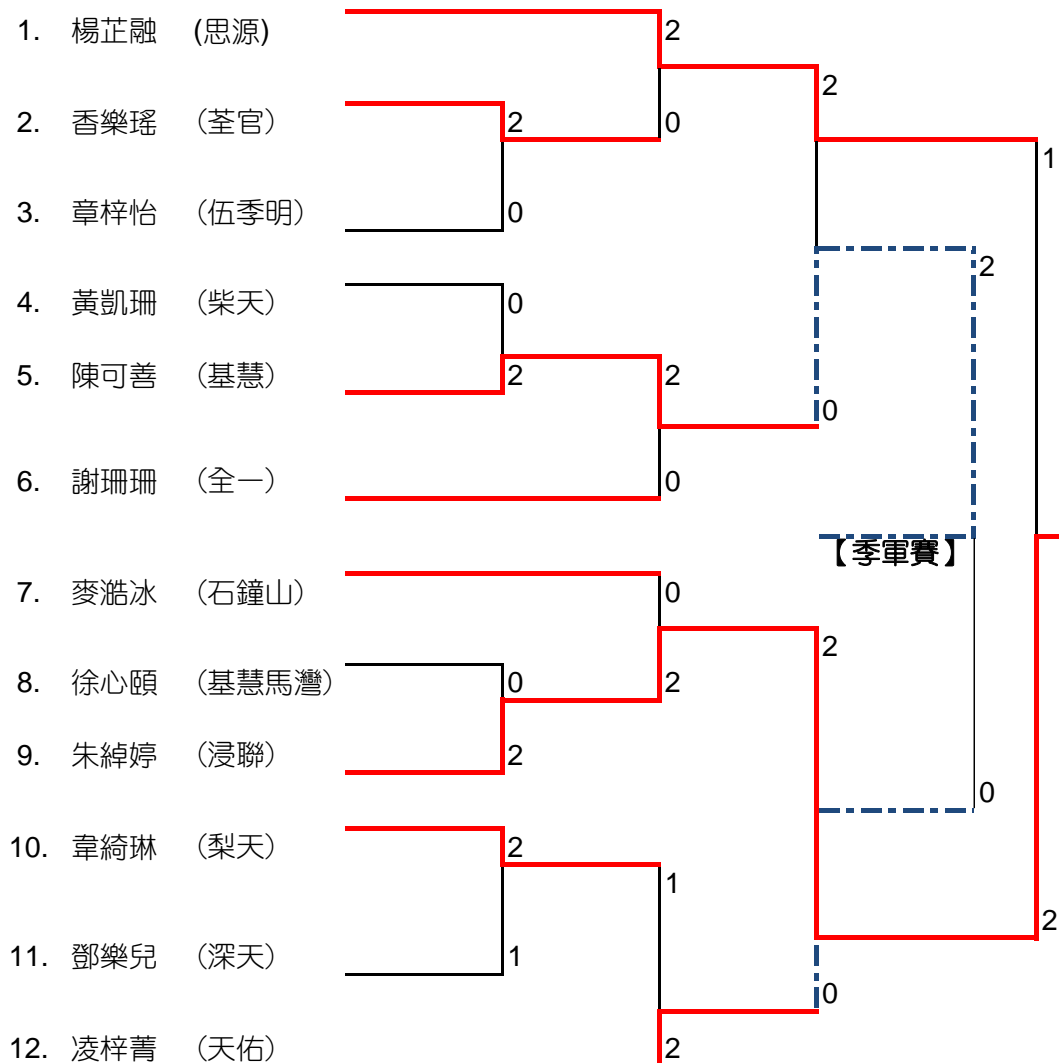 1. 楊芷融 (思源) 2
2
2. 香樂瑤 (荃官) 2 0
1
3. 章梓怡 (伍季明) 0
2
4. 黃凱珊 (柴天) 0
5. 陳可善 (基慧) 2 2
0
6. 謝珊珊 (全一) 0
【季軍賽】
7. 麥澔冰 (石鐘山) 0
2
8. 徐心頤 (基慧馬灣) 0 2
9. 朱綽婷 (浸聯) 2
0
10. 韋綺琳 (梨天) 2
1
2
11. 鄧樂兒 (深天) 1
0
12. 凌梓菁 (天佑) 2